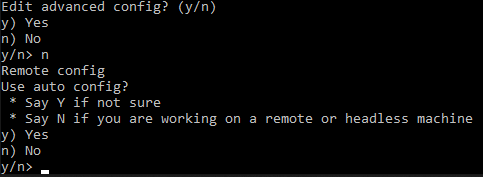 Edit advanced config? (y/n)
y) Yes
n) No
y/n> n
Remote config
Use auto config?
 * Say Y if not sure
 * Say N if you are working on a remote or headless machine
y) Yes
n) No
y/n>